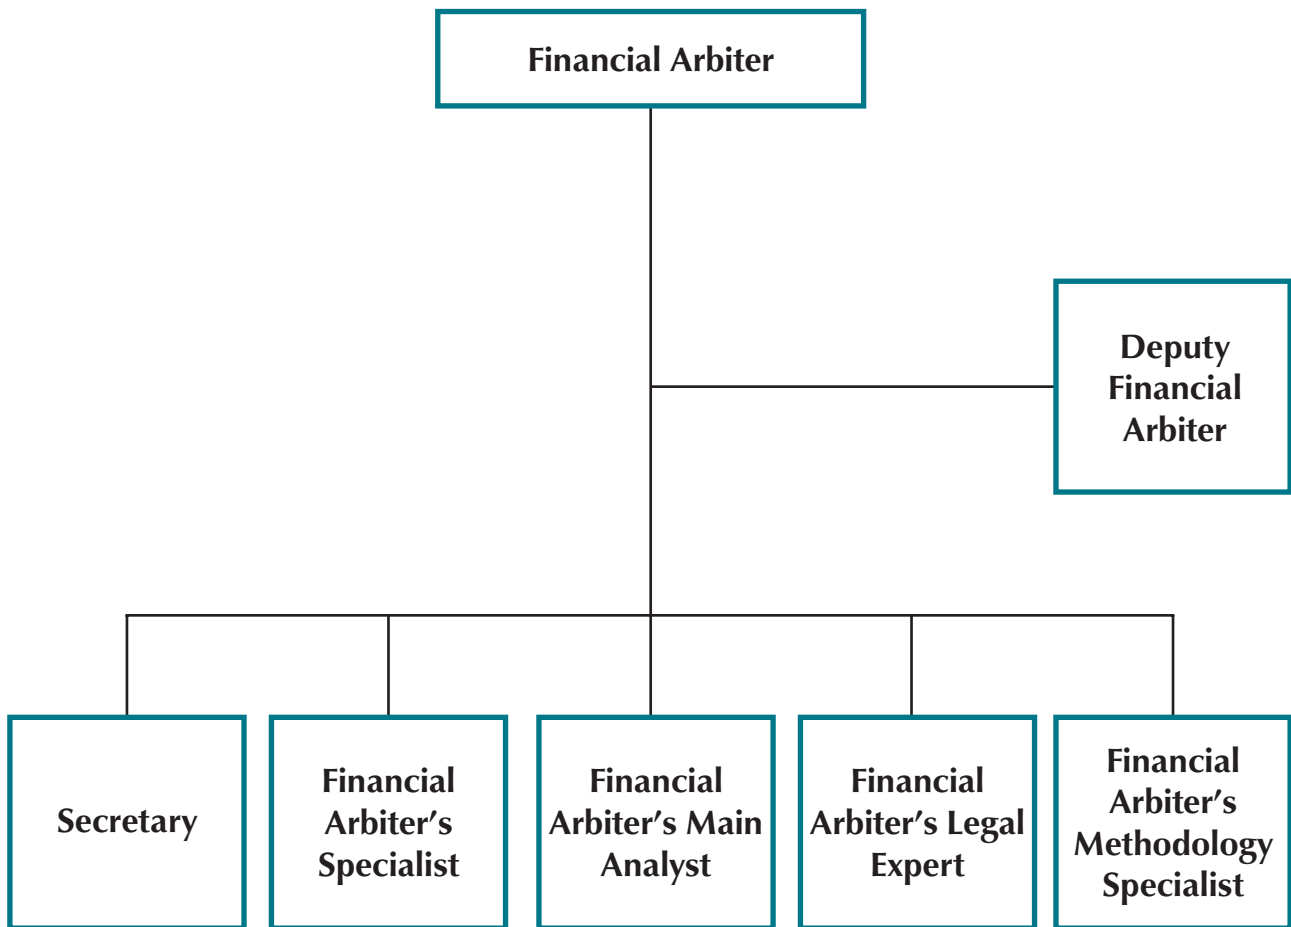 Financial Arbiter
Deputy
Financial
Arbiter
Secretary
Financial
Arbiter’s
Specialist
Financial
Arbiter’s Main
Analyst
Financial
Arbiter’s Legal
Expert
Financial
Arbiter’s
Methodology
Specialist